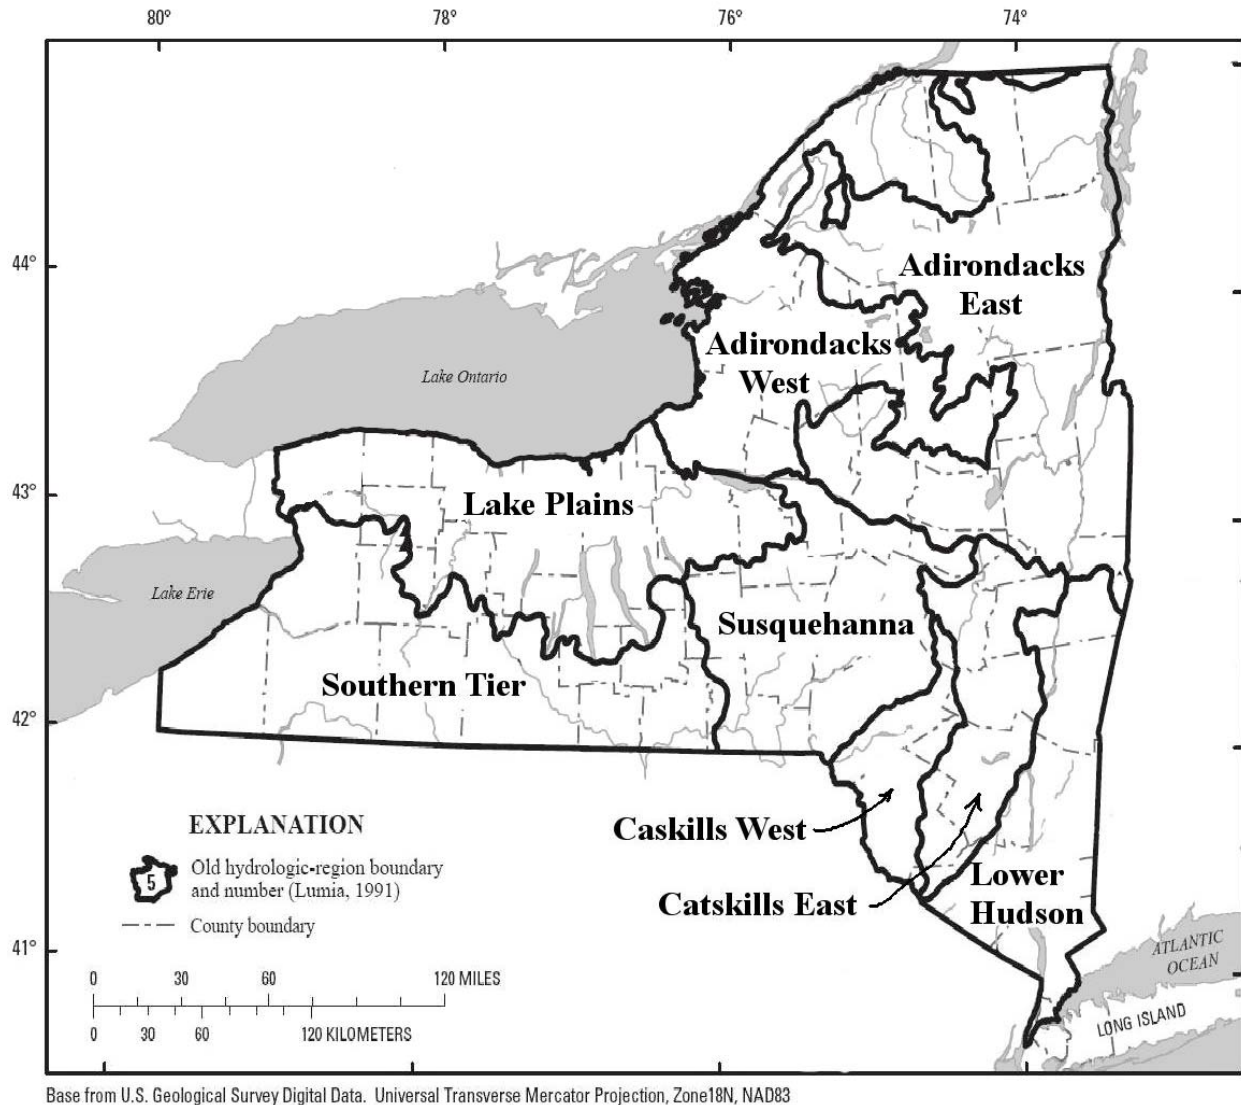 80°
78°
76°
74°
44°
Adirondacks
East
Adirondacks
West
Lake Ontario
43°
Lake Plains
Lake Erie
Susquehanna
Southern Tier
42°
EXPLANATION
Caskills West
5
Old hydrologic-region boundary
and number (Lumia, 1991)
Catskills East
Lower
Hudson
County boundary
41°
ATLANTIC
OCEAN
0 30 60 120 MILES
0 30 60 120 KILOMETERS
LONG ISLAND
Base from U.S. Geological Survey Digital Data. Universal Transverse Mercator Projection, Zone18N, NAD83